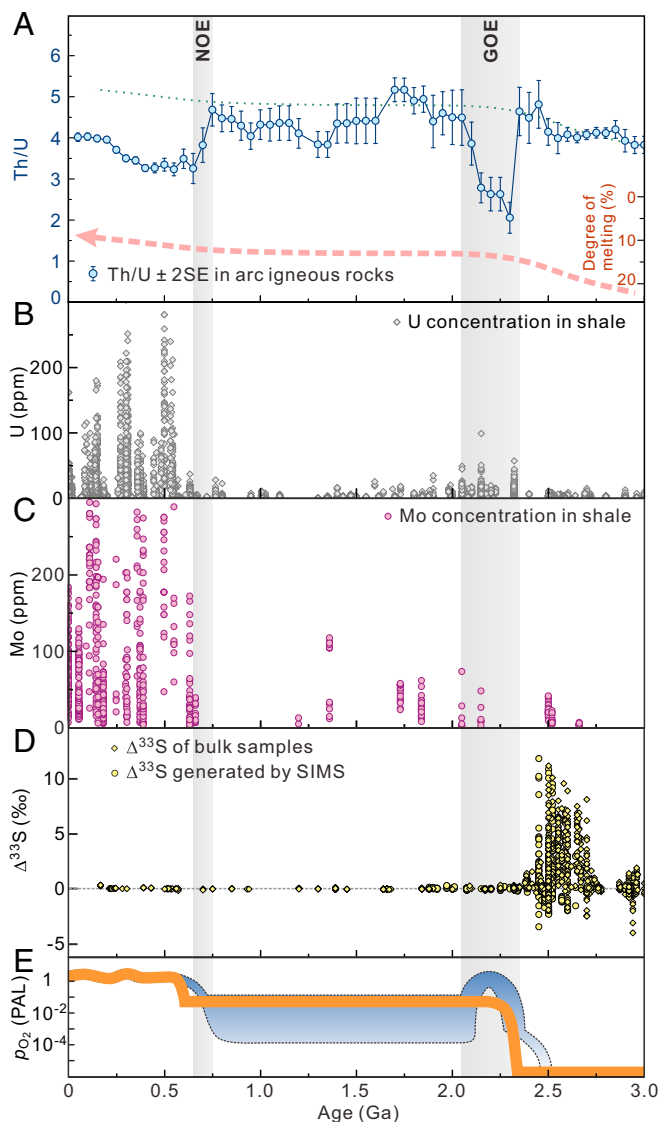 A
NOE
GOE
6
5
4
3
2
1
0
Th/U
0
10
20
Degree of
melting (%)
Th/U ± 2SE in arc igneous rocks
B
U concentration in shale
200
100
0
U (ppm)
C
Mo concentration in shale
200
100
0
Mo (ppm)
D
Δ³³S of bulk samples
Δ³³S generated by SIMS
10
5
0
-5
Δ³³S (‰)
E
1
10⁻²
10⁻⁴
pO₂ (PAL)
0 0.5 1.0 1.5 2.0 2.5 3.0
Age (Ga)